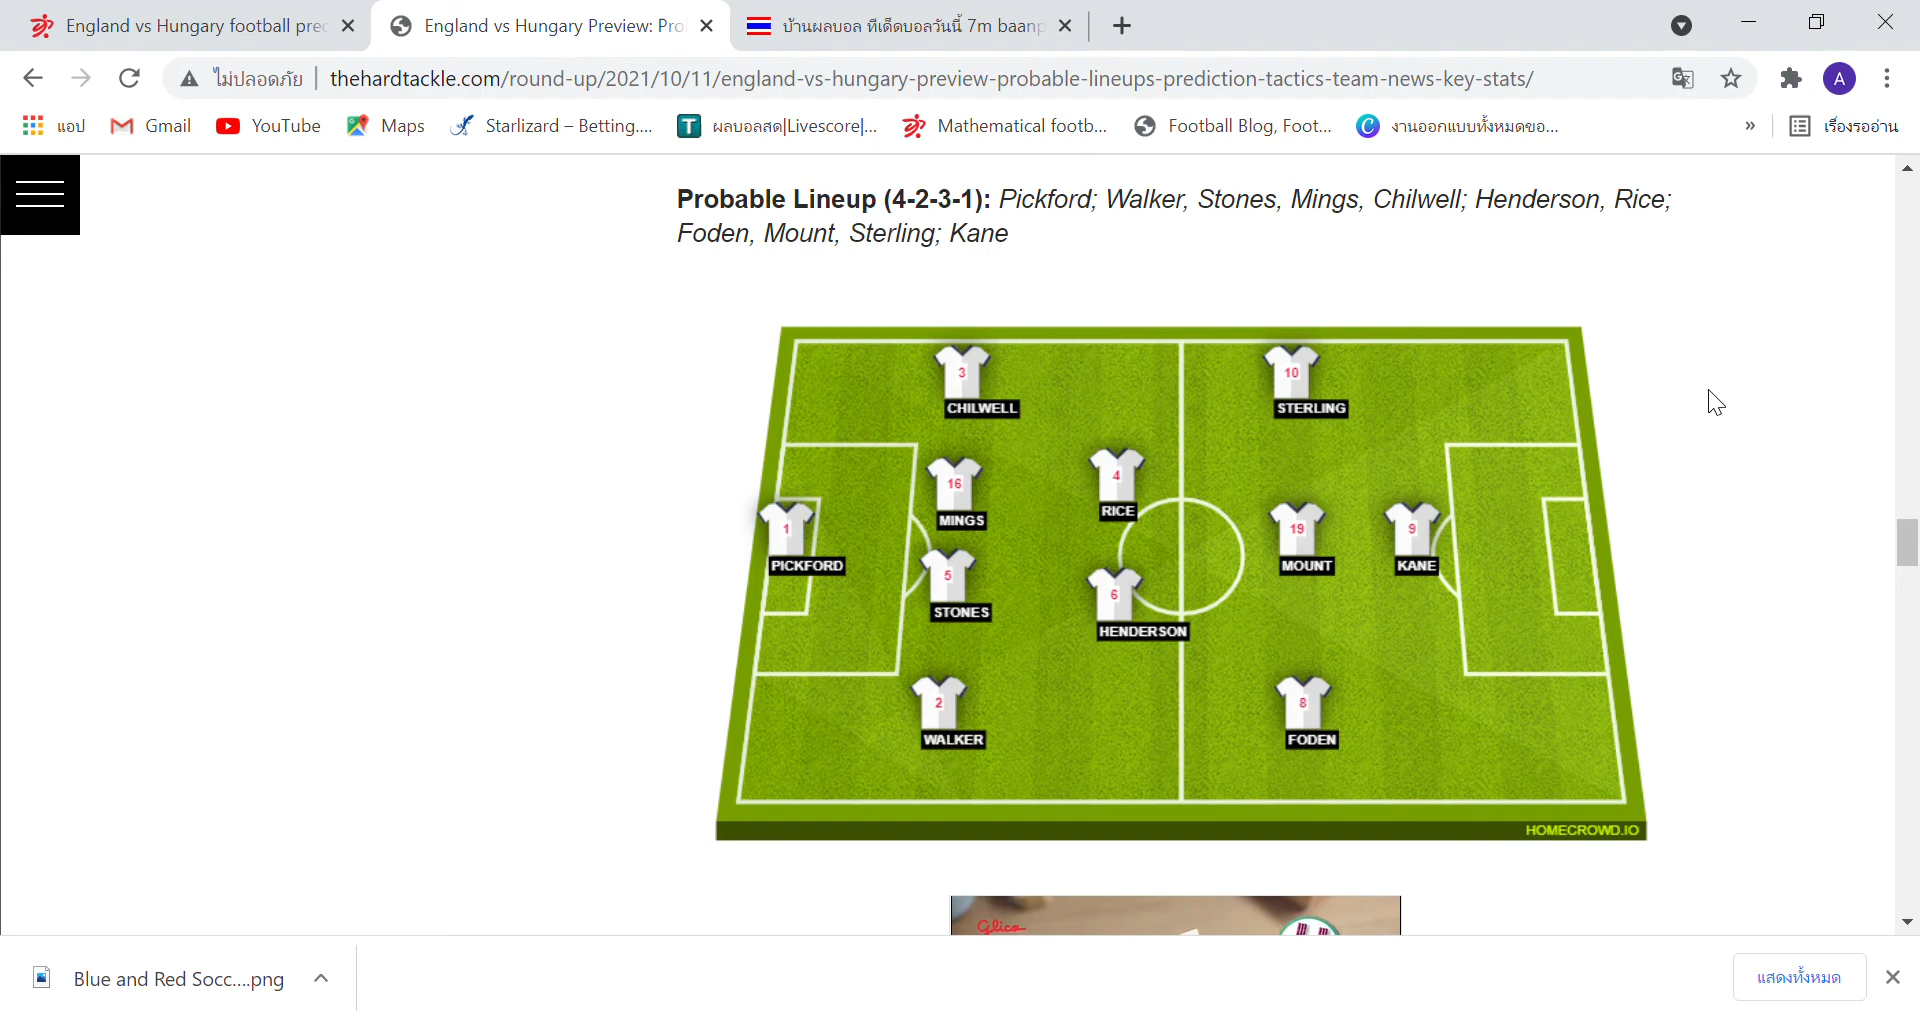 England vs Hungary football prec
England vs Hungary Preview: Pro
บ้านผลบอล ทีเด็ดบอลวันนี้ 7m baanp
ไม่ปลอดภัย
thehardtackle.com/round-up/2021/10/11/england-vs-hungary-preview-probable-lineups-prediction-tactics-team-news-key-stats/
A
แอป
Gmail
YouTube
Maps
Starlizard – Betting....
T
ผลบอลสด|Livescore|...
Mathematical footb...
Football Blog, Foot...
C
งานออกแบบทั้งหมดขอ...
»
เรื่องรออ่าน
Probable Lineup (4-2-3-1): Pickford; Walker, Stones, Mings, Chilwell; Henderson, Rice;
Foden, Mount, Sterling; Kane
3
CHILWELL
10
STERLING
16
MINGS
4
RICE
1
PICKFORD
19
MOUNT
9
KANE
5
STONES
6
HENDERSON
2
WALKER
8
FODEN
HOMECROWD.IO
Glico
Blue and Red Socc....png
แสดงทั้งหมด